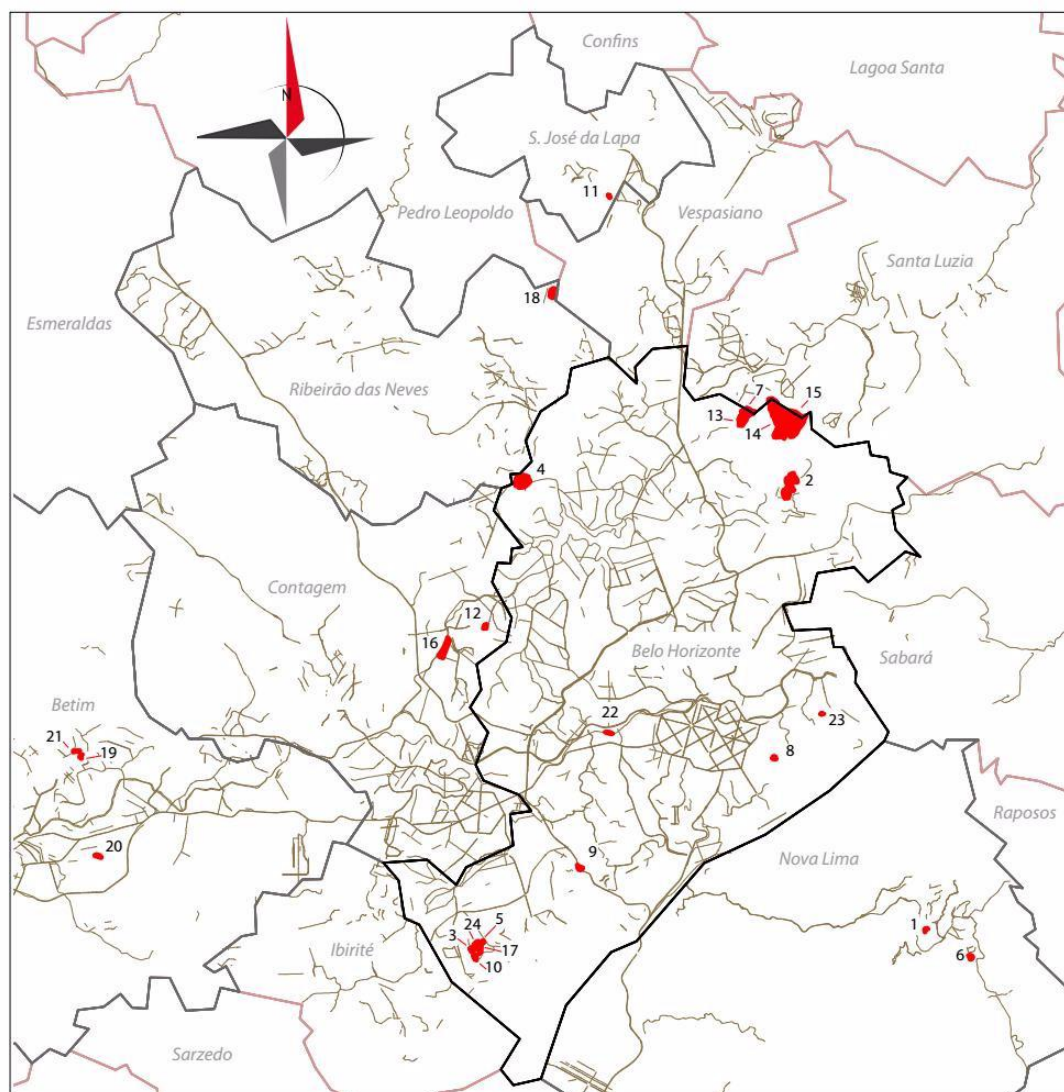 Confins
Lagoa Santa
N
S. José da Lapa
11
Pedro Leopoldo
Vespasiano
Santa Luzia
18
Esmeraldas
Ribeirão das Neves
7
15
13
14
4
2
Contagem
12
16
Belo Horizonte
Sabará
Betim
22
23
21
19
8
Raposos
20
9
Nova Lima
24
5
3
17
10
Ibirité
1
6
Sarzedo